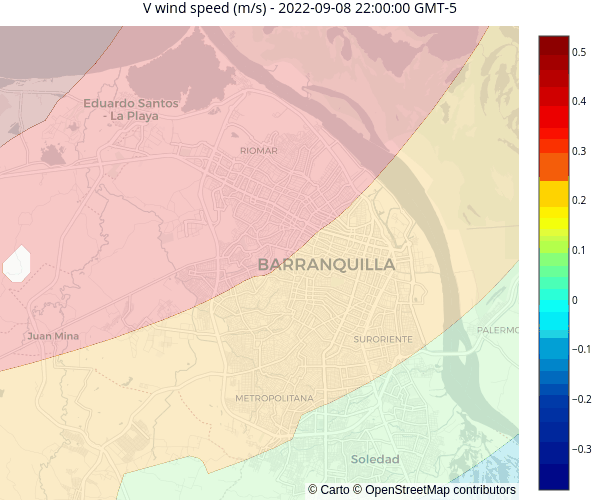 V wind speed (m/s) - 2022-09-08 22:00:00 GMT-5
Eduardo Santos
- La Playa
RIOMAR
BARRANQUILLA
Juan Mina
SURORIENTE
PALERMO
METROPOLITANA
Soledad
© Carto © OpenStreetMap contributors
0.5
0.4
0.3
0.2
0.1
0
−0.1
−0.2
−0.3